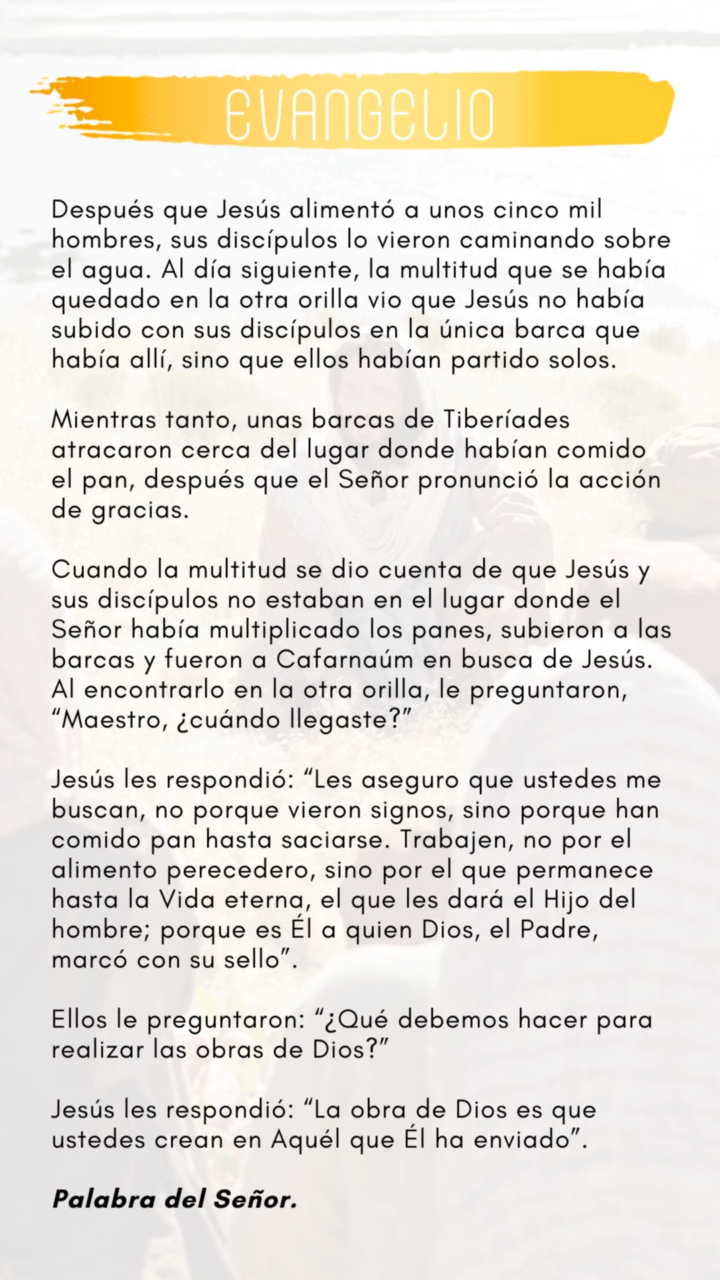 EVANGELIO
Después que Jesús alimentó a unos cinco mil
hombres, sus discípulos lo vieron caminando sobre
el agua. Al día siguiente, la multitud que se había
quedado en la otra orilla vio que Jesús no había
subido con sus discípulos en la única barca que
había allí, sino que ellos habían partido solos.
Mientras tanto, unas barcas de Tiberíades
atracaron cerca del lugar donde habían comido
el pan, después que el Señor pronunció la acción
de gracias.
Cuando la multitud se dio cuenta de que Jesús y
sus discípulos no estaban en el lugar donde el
Señor había multiplicado los panes, subieron a las
barcas y fueron a Cafarnaúm en busca de Jesús.
Al encontrarlo en la otra orilla, le preguntaron,
“Maestro, ¿cuándo llegaste?”
Jesús les respondió: “Les aseguro que ustedes me
buscan, no porque vieron signos, sino porque han
comido pan hasta saciarse. Trabajen, no por el
alimento perecedero, sino por el que permanece
hasta la Vida eterna, el que les dará el Hijo del
hombre; porque es Él a quien Dios, el Padre,
marcó con su sello”.
Ellos le preguntaron: “¿Qué debemos hacer para
realizar las obras de Dios?”
Jesús les respondió: “La obra de Dios es que
ustedes crean en Aquél que Él ha enviado”.
Palabra del Señor.